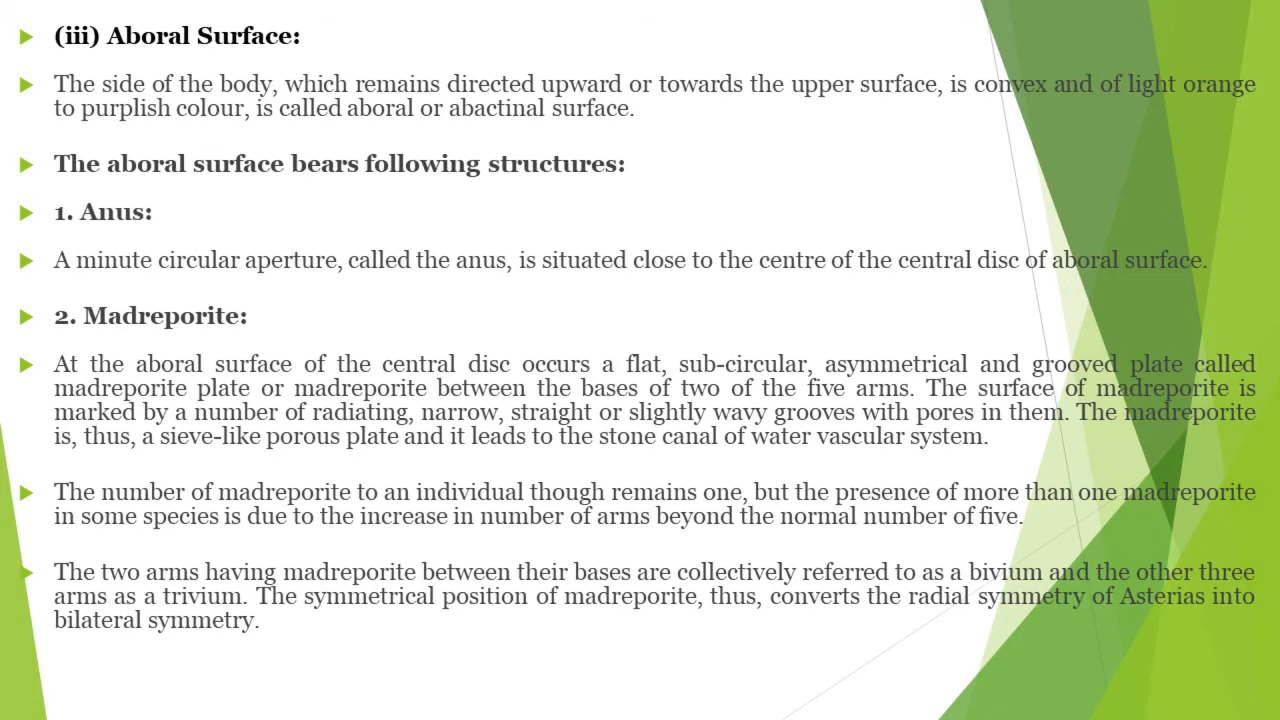 (iii) Aboral Surface:
The side of the body, which remains directed upward or towards the upper surface, is convex and of light orange
to purplish colour, is called aboral or abactinal surface.
The aboral surface bears following structures:
1. Anus:
A minute circular aperture, called the anus, is situated close to the centre of the central disc of aboral surface.
2. Madreporite:
At the aboral surface of the central disc occurs a flat, sub-circular, asymmetrical and grooved plate called
madreporite plate or madreporite between the bases of two of the five arms. The surface of madreporite is
marked by a number of radiating, narrow, straight or slightly wavy grooves with pores in them. The madreporite
is, thus, a sieve-like porous plate and it leads to the stone canal of water vascular system.
The number of madreporite to an individual though remains one, but the presence of more than one madreporite
in some species is due to the increase in number of arms beyond the normal number of five.
The two arms having madreporite between their bases are collectively referred to as a bivium and the other three
arms as a trivium. The symmetrical position of madreporite, thus, converts the radial symmetry of Asterias into
bilateral symmetry.